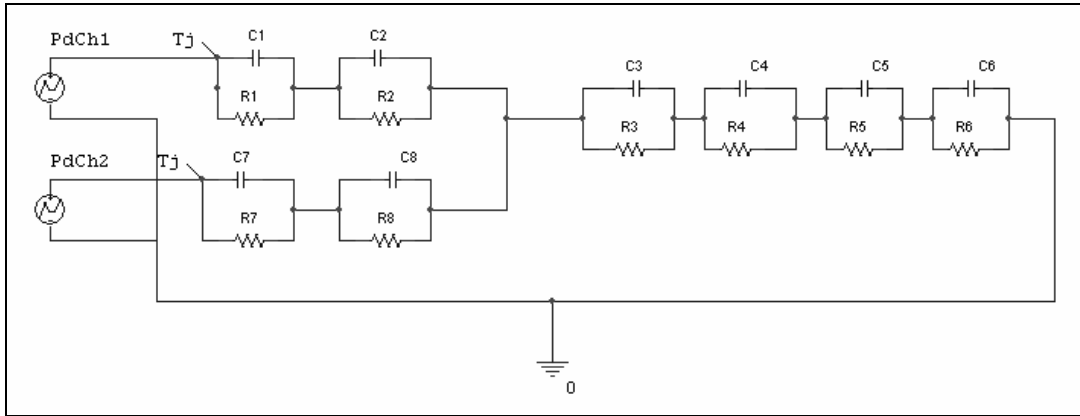 PdCh1
Tj
C1
C2
R1
R2
C3
C4
C5
C6
R3
R4
R5
R6
PdCh2
Tj
C7
C8
R7
R8
0